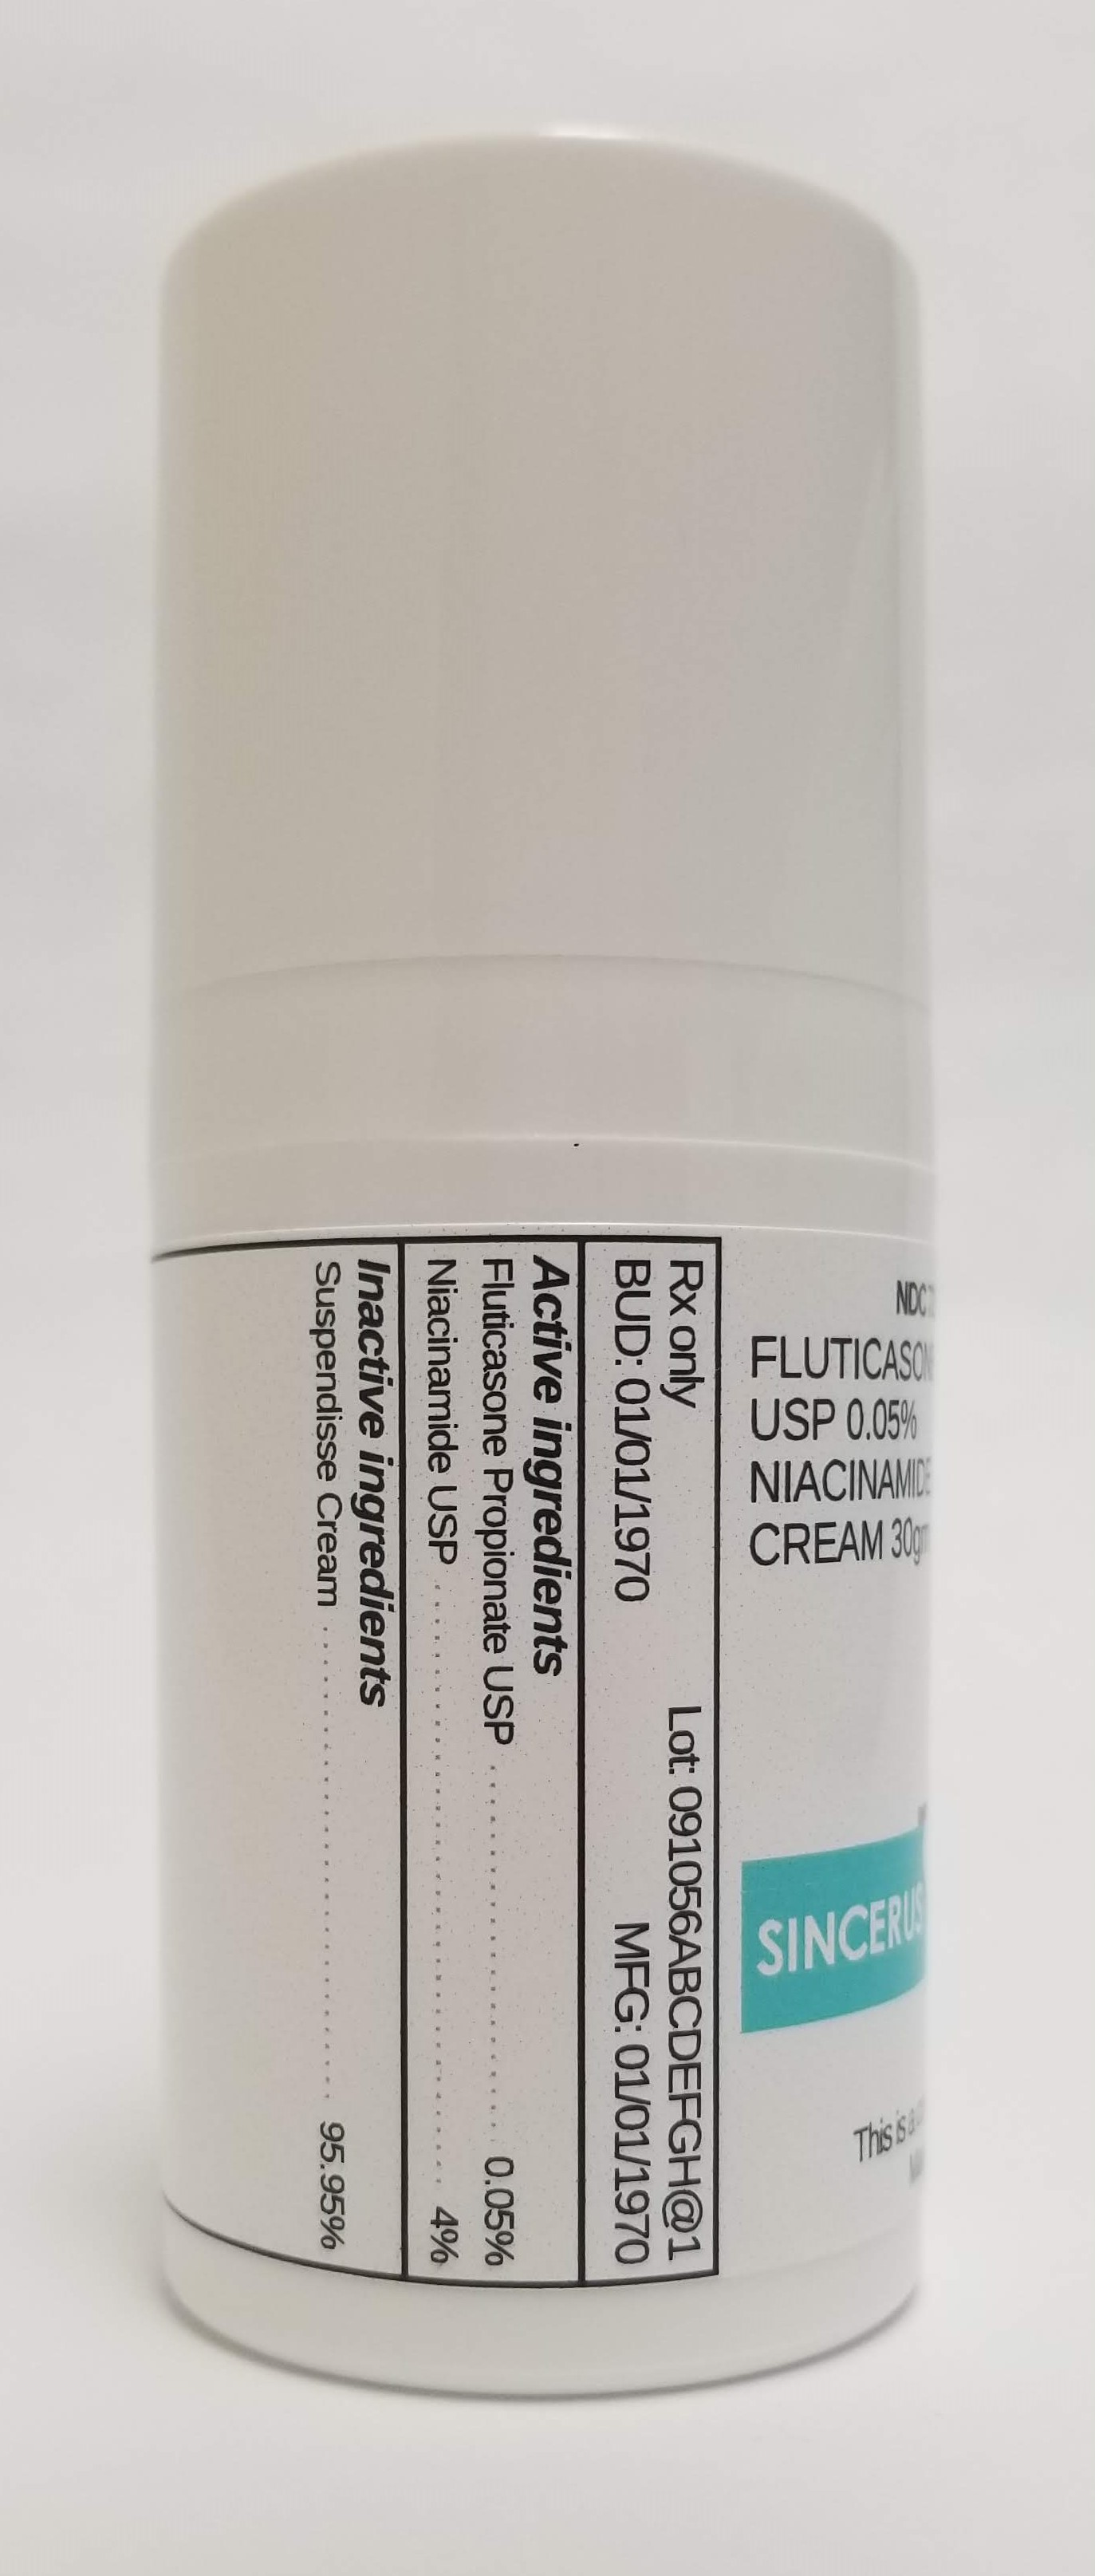 Rx only Lot: 091056ABCDEFGH@1
BUD: 01/01/1970 MFG: 01/01/1970
Active ingredients
Fluticasone Propionate USP 0.05%
Niacinamide USP 4%
Inactive ingredients
Suspendisse Cream 95.95%
NDC
FLUTICASON
USP 0.05%
NIACINAMIDE
CREAM 30gm
SINCERUS
This is a